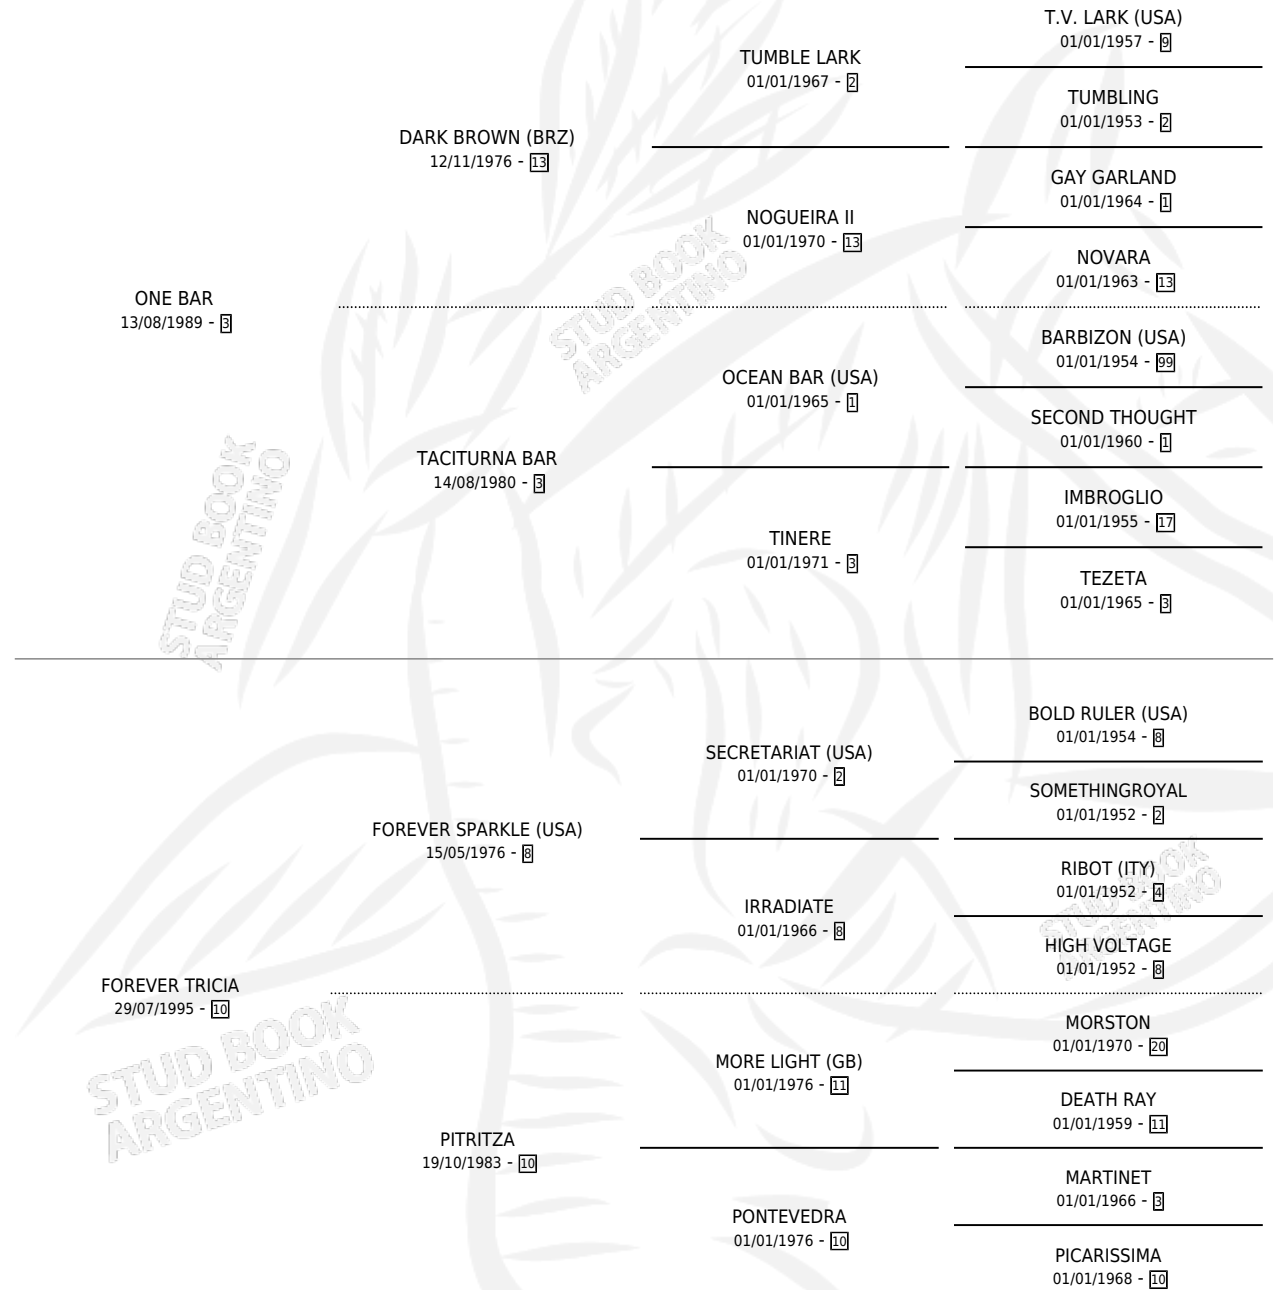 T.V. LARK (USA)
01/01/1957 - 9
TUMBLE LARK
01/01/1967 - 2
TUMBLING
01/01/1953 - 2
DARK BROWN (BRZ)
12/11/1976 - 13
GAY GARLAND
01/01/1964 - 1
NOGUEIRA II
01/01/1970 - 13
NOVARA
01/01/1963 - 13
ONE BAR
13/08/1989 - 3
STUD BOOK
ARGENTINO
BARBIZON (USA)
01/01/1954 - 99
OCEAN BAR (USA)
01/01/1965 - 1
SECOND THOUGHT
01/01/1960 - 1
TACITURNA BAR
14/08/1980 - 3
IMBROGLIO
01/01/1955 - 17
TINERE
01/01/1971 - 3
TEZETA
01/01/1965 - 3
STUD BOOK
ARGENTINO
BOLD RULER (USA)
01/01/1954 - 8
SECRETARIAT (USA)
01/01/1970 - 2
SOMETHINGROYAL
01/01/1952 - 2
FOREVER SPARKLE (USA)
15/05/1976 - 8
RIBOT (ITY)
01/01/1952 - 4
STUD BOOK
ARGENTINO
IRRADIATE
01/01/1966 - 8
HIGH VOLTAGE
01/01/1952 - 8
FOREVER TRICIA
29/07/1995 - 10
STUD BOOK
ARGENTINO
MORSTON
01/01/1970 - 20
MORE LIGHT (GB)
01/01/1976 - 11
DEATH RAY
01/01/1959 - 11
PITRITZA
19/10/1983 - 10
MARTINET
01/01/1966 - 3
PONTEVEDRA
01/01/1976 - 10
PICARISSIMA
01/01/1968 - 10